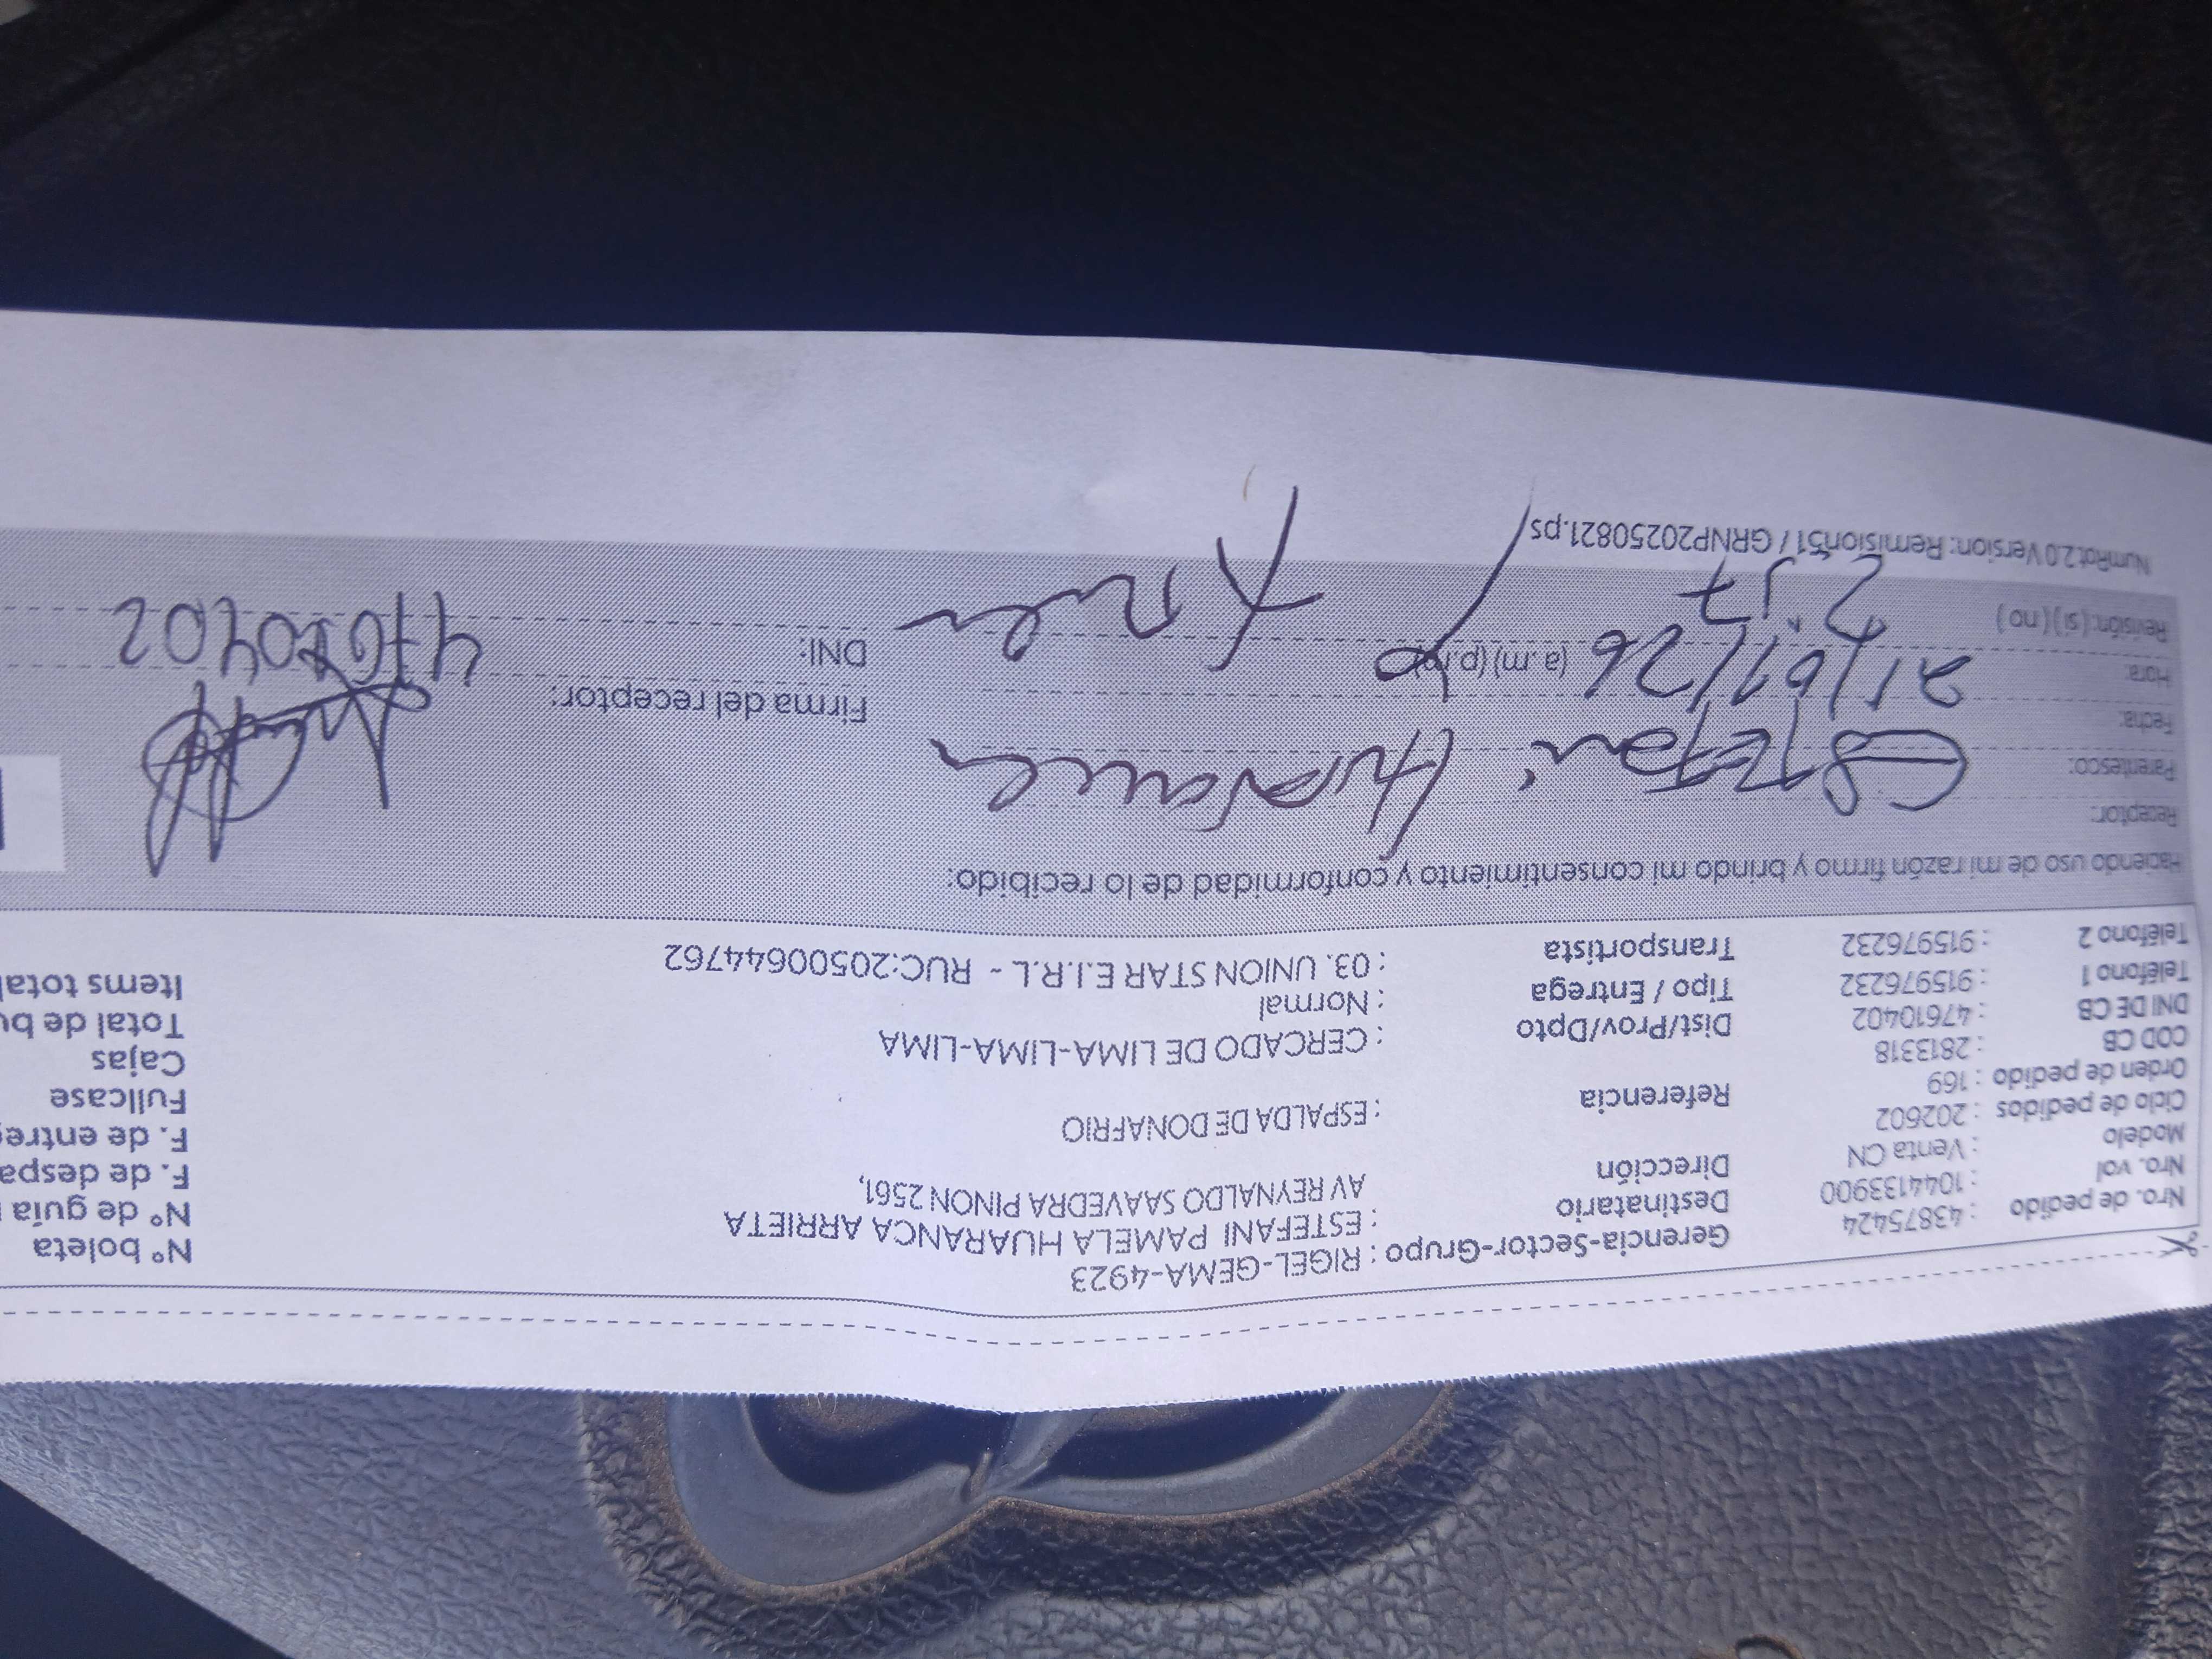 Nro. de pedido : 43875424 Gerencia-Sector-Grupo : RIGEL-GEMA-4923 N° boleta
Nro. vol : 1044133900 Destinatario : ESTEFANI PAMELA HUARANCA ARRIETA N° de guía
Modelo : Venta CN Dirección AV REYNALDO SAAVEDRA PINON 2561, F. de despa
Ciclo de pedidos : 202602 F. de entre
Orden de pedido : 169 Referencia : ESPALDA DE DONAFRIO Fullcase
COD CB : 2813318 Cajas
DNI DE CB : 47610402 Dist/Prov/Dpto : CERCADO DE LIMA-LIMA-LIMA Total de bu
Teléfono 1 : 915976232 Tipo / Entrega : Normal Items total
Teléfono 2 : 915976232 Transportista : 03. UNION STAR E.I.R.L - RUC:20500644762
Haciendo uso de mi razón firmo y brindo mi consentimiento y conformidad de lo recibido:
Receptor: Estefani
Parentesco:
Fecha: 21/01/26 Firma del receptor:
Hora: (a.m) (p.m) DNI:
Revisión: ( si ) ( no )
NumRot 2.0 Version: Remision51 / GRNP20250821.ps